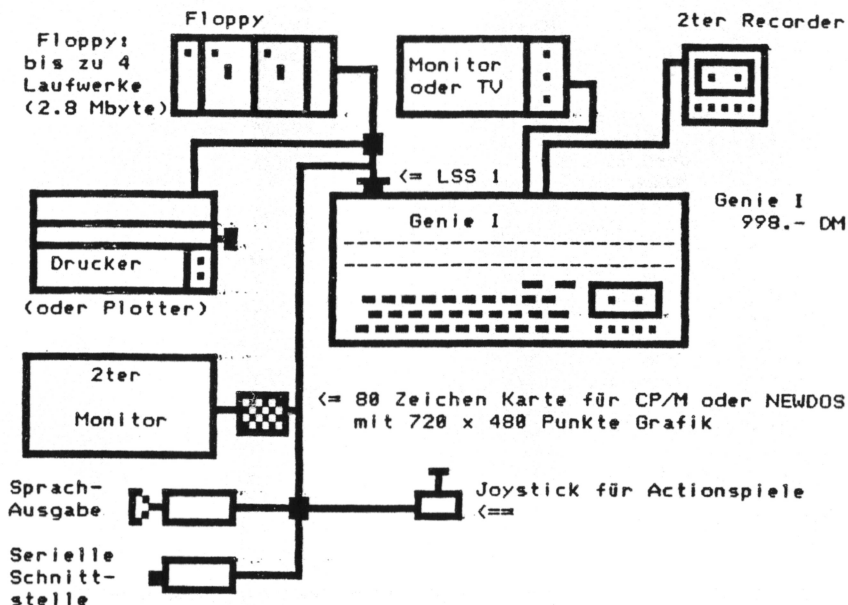 Floppy
Floppy:
bis zu 4
Laufwerke
(2.8 Mbyte)
Monitor
oder TV
2ter Recorder
<= LSS 1
Genie I
Genie I
998.- DM
Drucker
(oder Plotter)
2ter
Monitor
<= 80 Zeichen Karte für CP/M oder NEWDOS
mit 720 x 480 Punkte Grafik
Sprach-
Ausgabe
Joystick für Actionspiele
<==
Serielle
Schnitt-
stelle